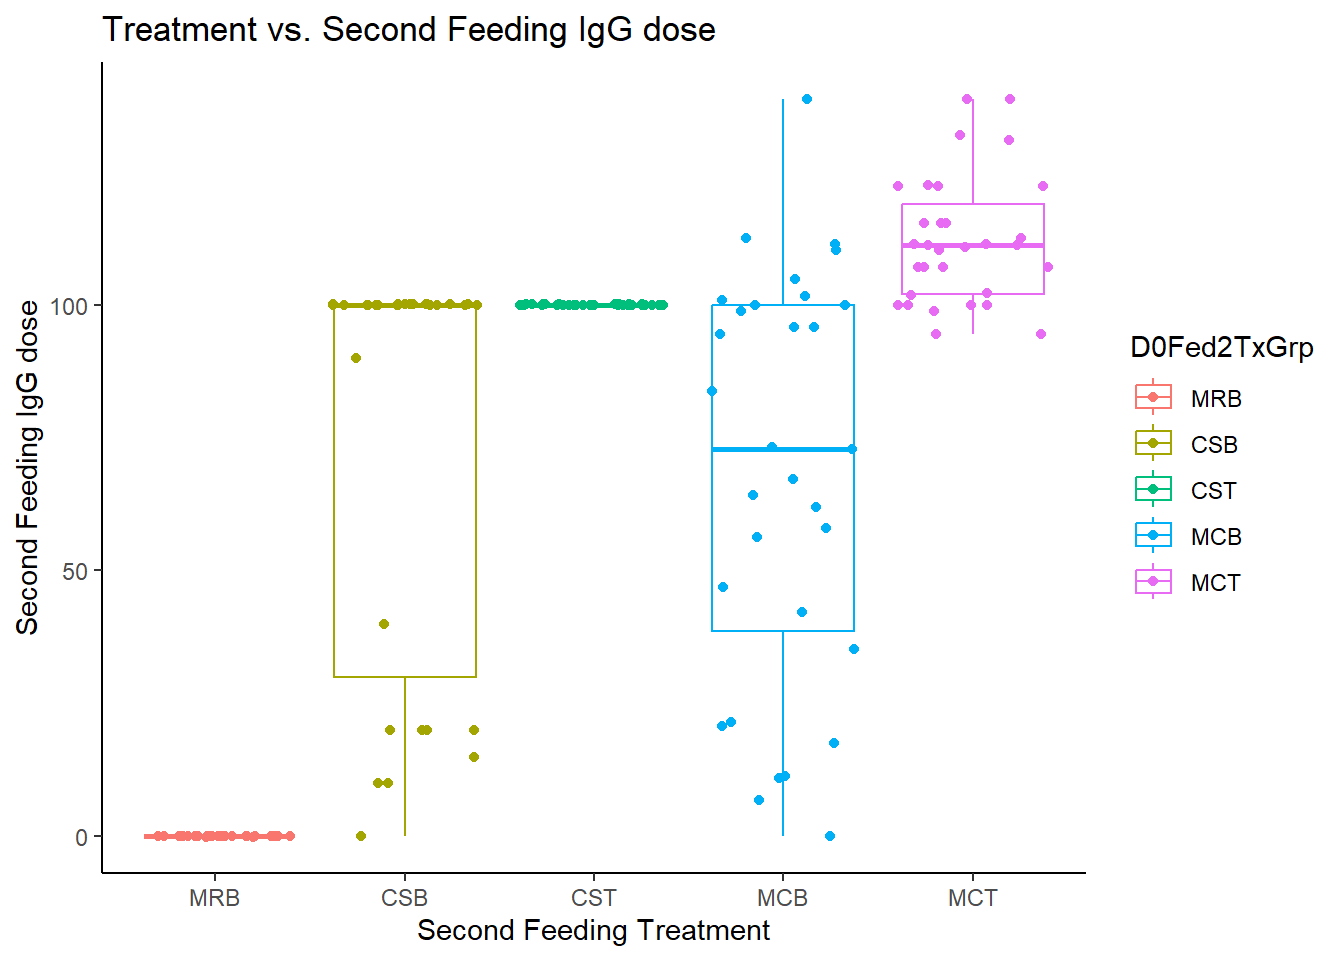 Treatment vs. Second Feeding IgG dose
Second Feeding IgG dose
100
50
0
MRB CSB CST MCB MCT
Second Feeding Treatment
D0Fed2TxGrp
MRB
CSB
CST
MCB
MCT